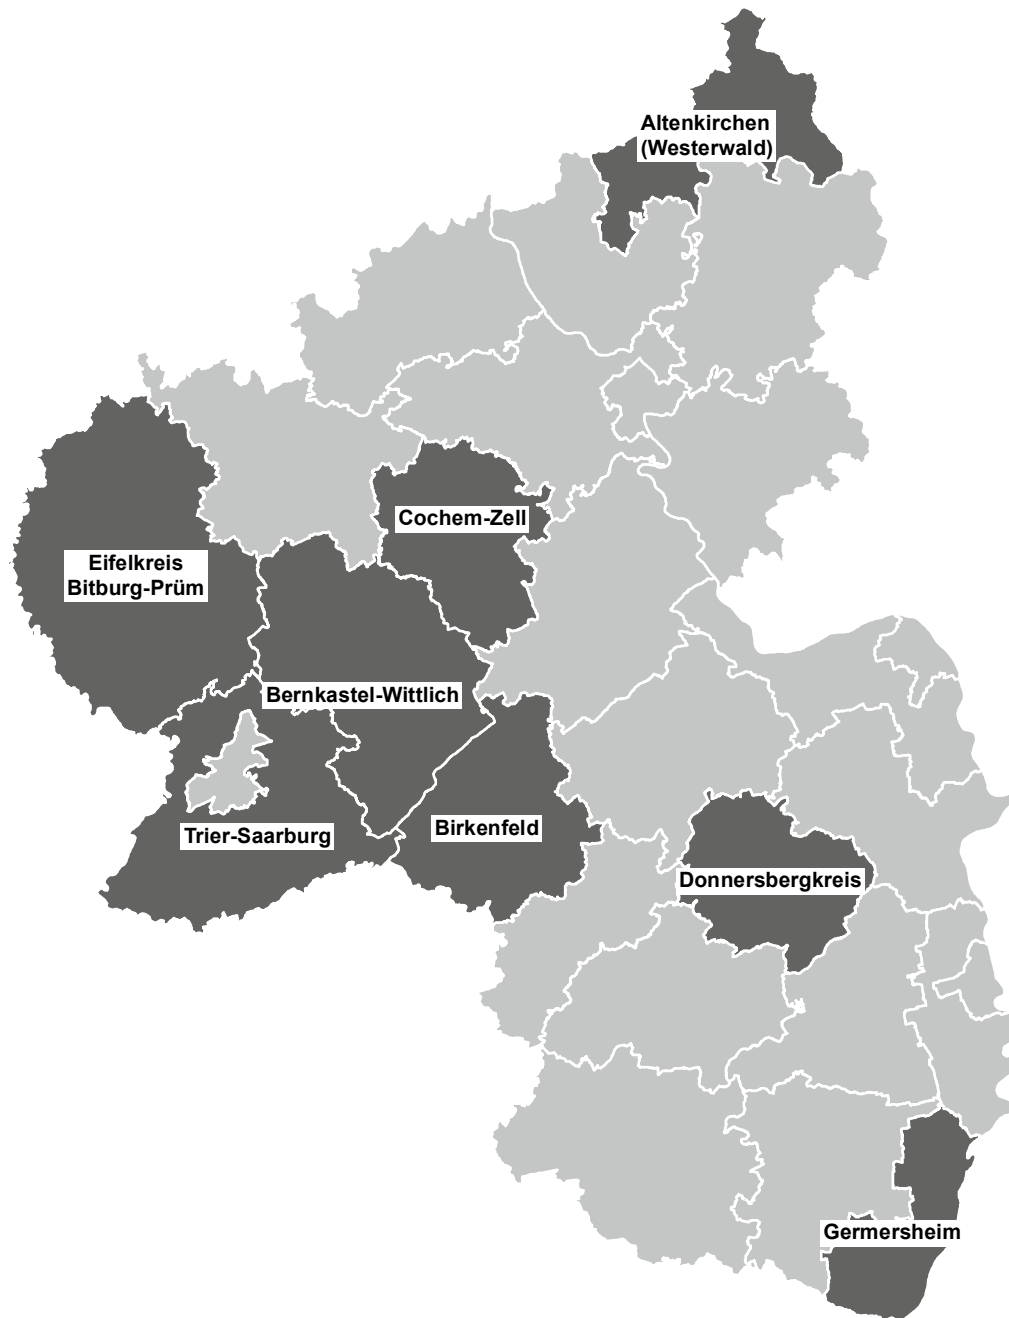 Altenkirchen
(Westerwald)
Cochem-Zell
Eifelkreis
Bitburg-Prüm
Bernkastel-Wittlich
Trier-Saarburg
Birkenfeld
Donnersbergkreis
Germersheim